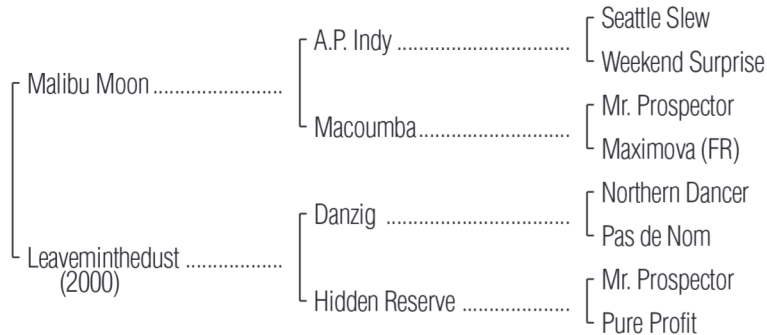 Seattle Slew
A.P. Indy ...............................
Weekend Surprise
Malibu Moon .......................
Mr. Prospector
Macoumba...........................
Maximova (FR)
Northern Dancer
Danzig .................................
Pas de Nom
Leaveminthedust .................
(2000)
Mr. Prospector
Hidden Reserve ...................
Pure Profit